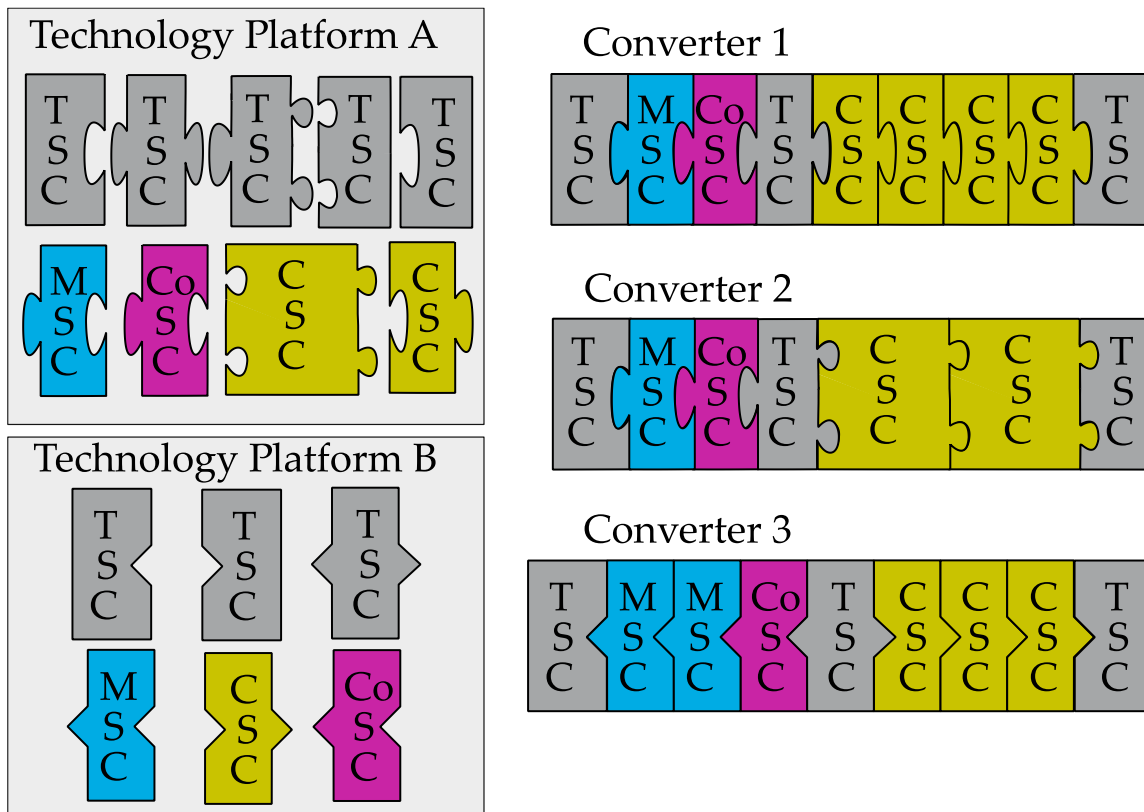 Technology Platform A
T T T T T
S S S S S
C C C C C
M Co C C
S S S S
C C C C
Technology Platform B
T T T
S S S
C C C
M C Co
S S S
C C C
Converter 1
T M Co T C C C C T
S S S S S S S S S
C C C C C C C C C
Converter 2
T M Co T C C T
S S S S S S S
C C C C C C C
Converter 3
T M M Co T C C C T
S S S S S S S S S
C C C C C C C C C